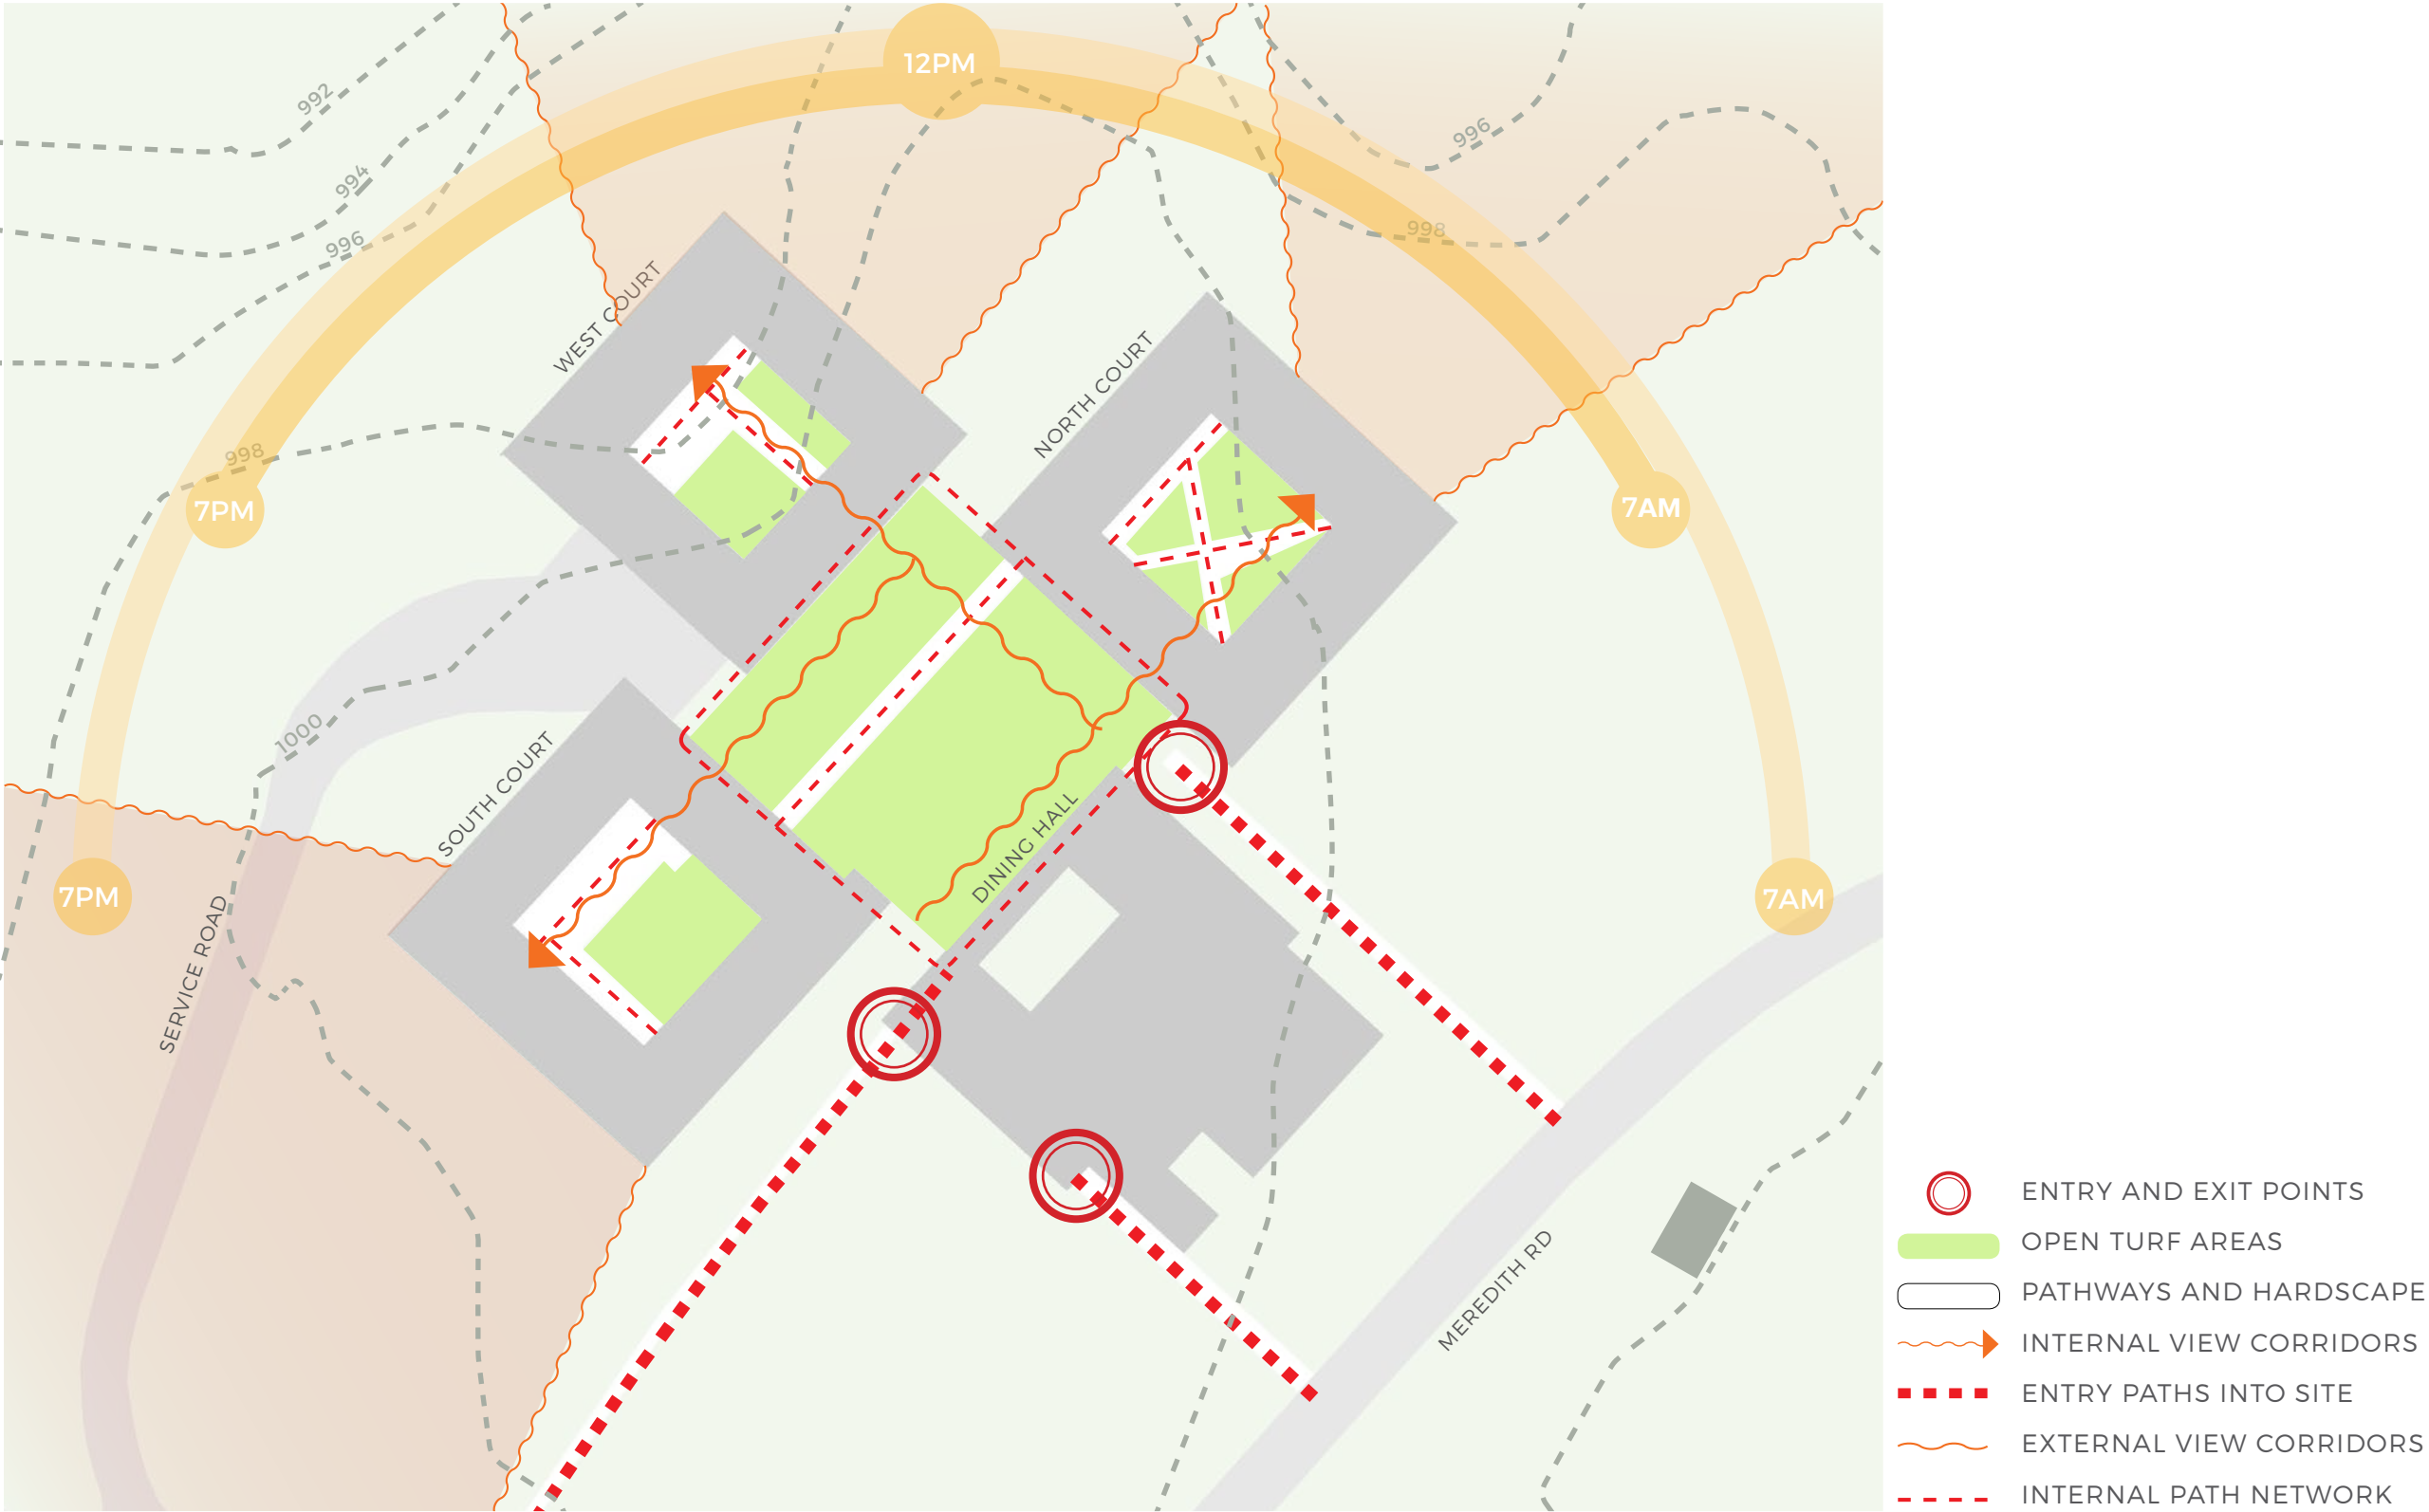 12PM
992
994
996
996
998
WEST COURT
NORTH COURT
998
7PM
7AM
1000
SOUTH COURT
DINING HALL
7PM
7AM
SERVICE ROAD
MEREDITH RD
ENTRY AND EXIT POINTS
OPEN TURF AREAS
PATHWAYS AND HARDSCAPE
INTERNAL VIEW CORRIDORS
ENTRY PATHS INTO SITE
EXTERNAL VIEW CORRIDORS
INTERNAL PATH NETWORK